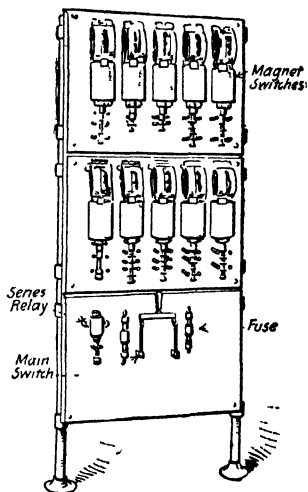 Magnet
Switches
Series
Relay
Fuse
Main
Switch